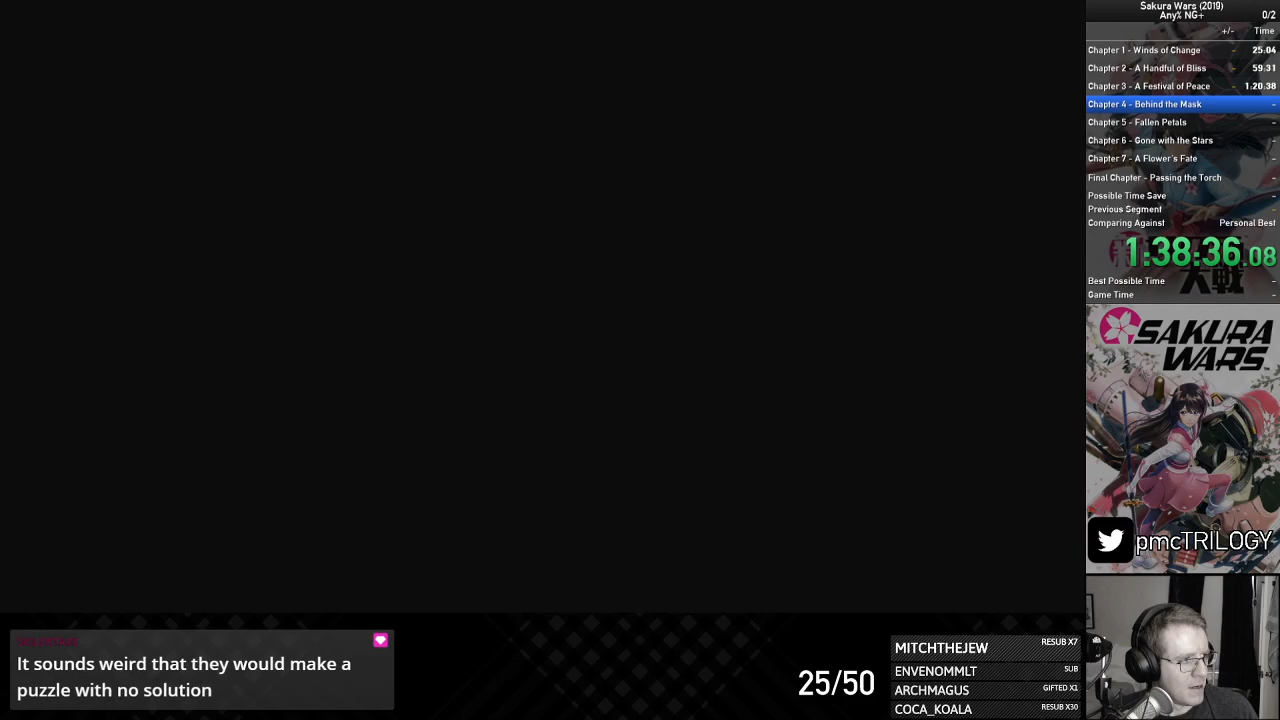 Sakura Wars (2019)
Any% NG+ 0/2
+/- Time
Chapter 1 - Winds of Change - 25.04
Chapter 2 - A Handful of Bliss - 59.31
Chapter 3 - A Festival of Peace - 1:20.38
Chapter 4 - Behind the Mask -
Chapter 5 - Fallen Petals -
Chapter 6 - Gone with the Stars -
Chapter 7 - A Flower's Fate -
Final Chapter - Passing the Torch -
Possible Time Save -
Previous Segment -
Comparing Against Personal Best
1:38:36.08
大戦
Best Possible Time -
Game Time -
SAKURA
WARS
pmcTRILOGY
It sounds weird that they would make a
puzzle with no solution
25/50
MITCHTHEJEW RESUB X7
ENVENOMMLT SUB
ARCHMAGUS GIFTED X1
COCA_KOALA RESUB X30